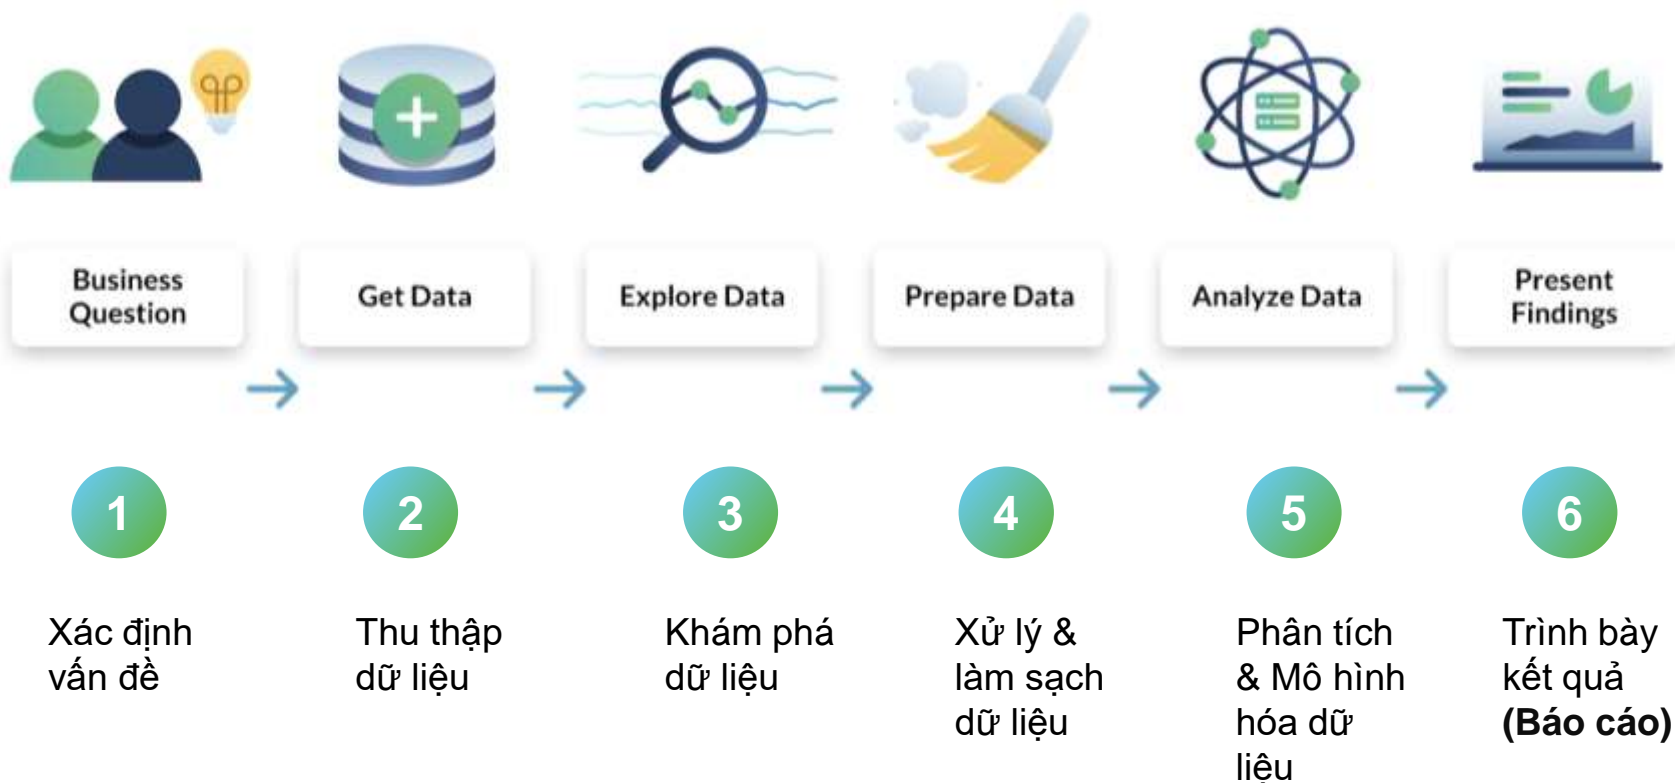 Business
Question
Get Data
Explore Data
Prepare Data
Analyze Data
Present
Findings
1
2
3
4
5
6
Xác định
vấn đề
Thu thập
dữ liệu
Khám phá
dữ liệu
Xử lý &
làm sạch
dữ liệu
Phân tích
& Mô hình
hóa dữ
liệu
Trình bày
kết quả
(Báo cáo)